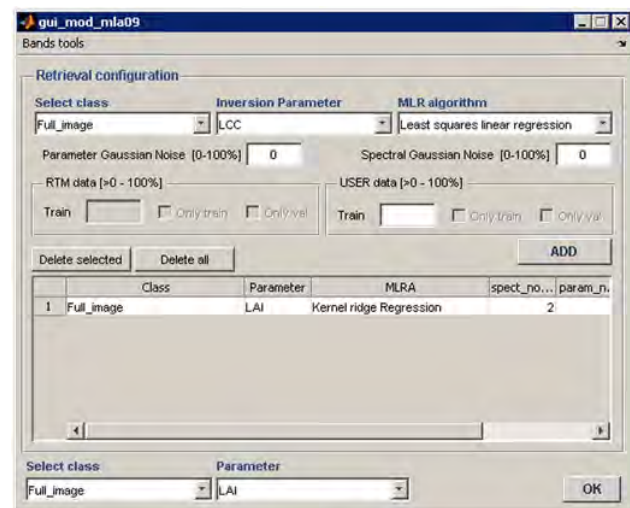 gui_mod_mla09
Bands tools
Retrieval configuration
Select class Inversion Parameter MLR algorithm
Full_image LCC Least squares linear regression
Parameter Gaussian Noise [0-100%] 0 Spectral Gaussian Noise [0-100%] 0
RTM data [>0 - 100%] USER data [>0 - 100%]
Train Only train Only val Train Only train Only val
Delete selected Delete all ADD
Class Parameter MLRA spect_no... param_n.
1 Full_image LAI Kernel ridge Regression 2
Select class Parameter
Full_image LAI OK